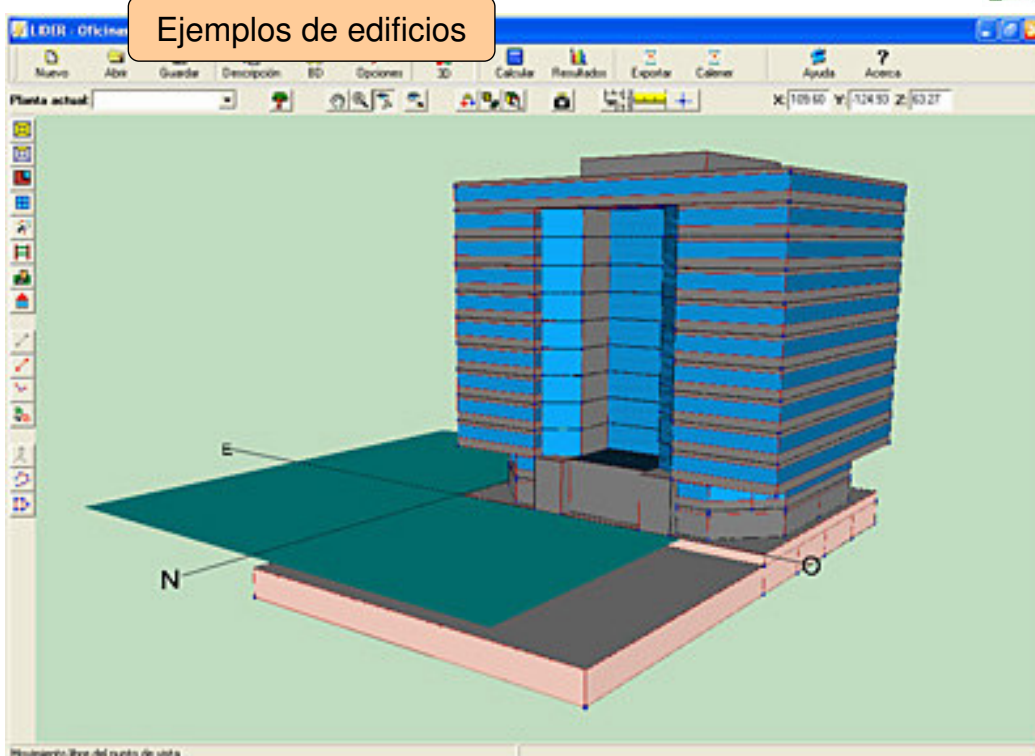 Ejemplos de edificios
LIDER - Oficinas
Nuevo Abrir Guardar Descripción BD Opciones 3D Calcular Resultados Exportar Calener Ayuda Acerca
Planta actual: X: 109.60 Y: -124.93 Z: 63.27
E
N
O
Movimiento libre del punto de vista